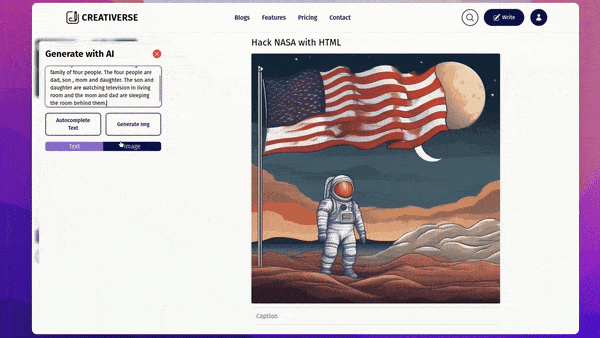 CREATIVERSE
Blogs
Features
Pricing
Contact
Write
Generate with AI
family of four people. The four people are
dad, son , mom and daughter. The son and
daughter are watching television in living
room and the mom and dad are sleeping
the room behind them.
Autocomplete
Text
Generate Img
Text
Image
Hack NASA with HTML
Caption